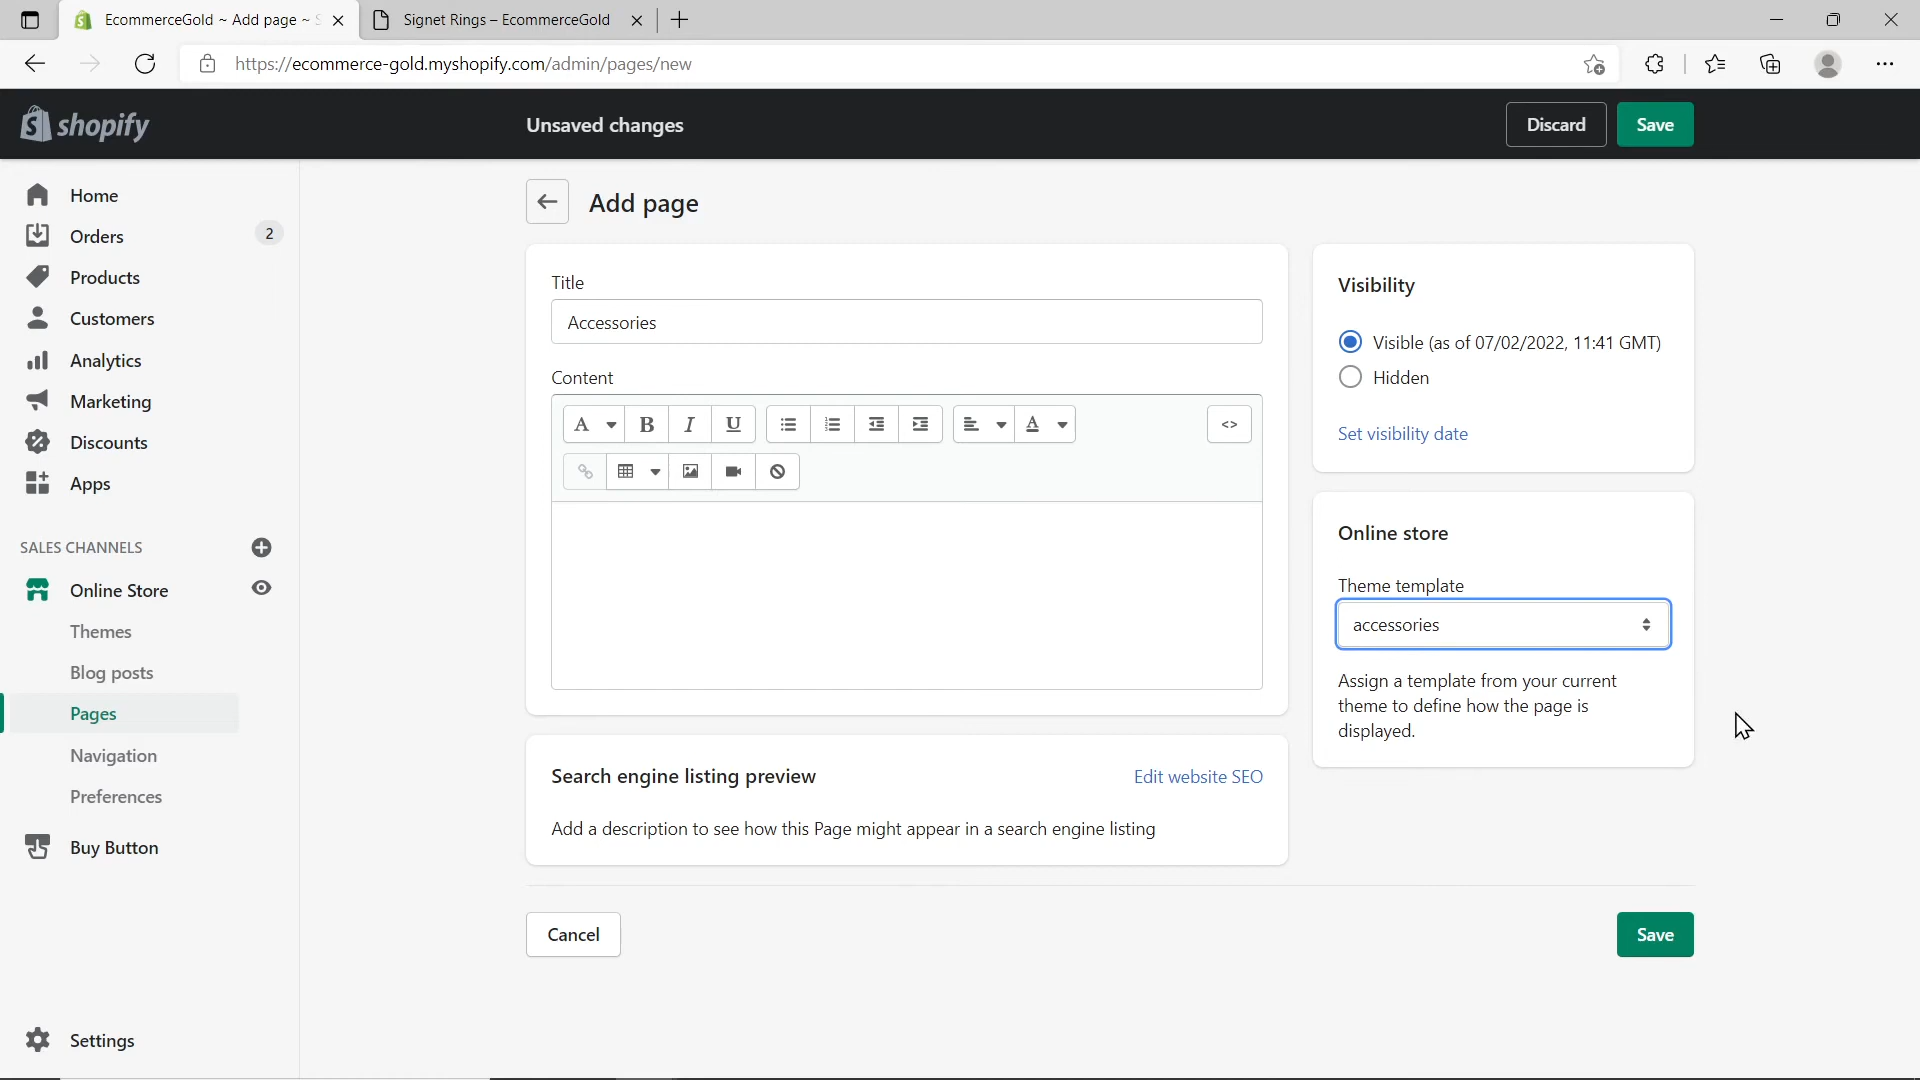 EcommerceGold ~ Add page ~
Signet Rings – EcommerceGold
https://ecommerce-gold.myshopify.com/admin/pages/new
shopify
Unsaved changes
Discard
Save
Home
Orders
2
Products
Customers
Analytics
Marketing
Discounts
Apps
SALES CHANNELS
Online Store
Themes
Blog posts
Pages
Navigation
Preferences
Buy Button
Settings
Add page
Title
Accessories
Content
A
B
I
U
A
<>
Search engine listing preview
Edit website SEO
Add a description to see how this Page might appear in a search engine listing
Cancel
Save
Visibility
Visible (as of 07/02/2022, 11:41 GMT)
Hidden
Set visibility date
Online store
Theme template
accessories
Assign a template from your current
theme to define how the page is
displayed.